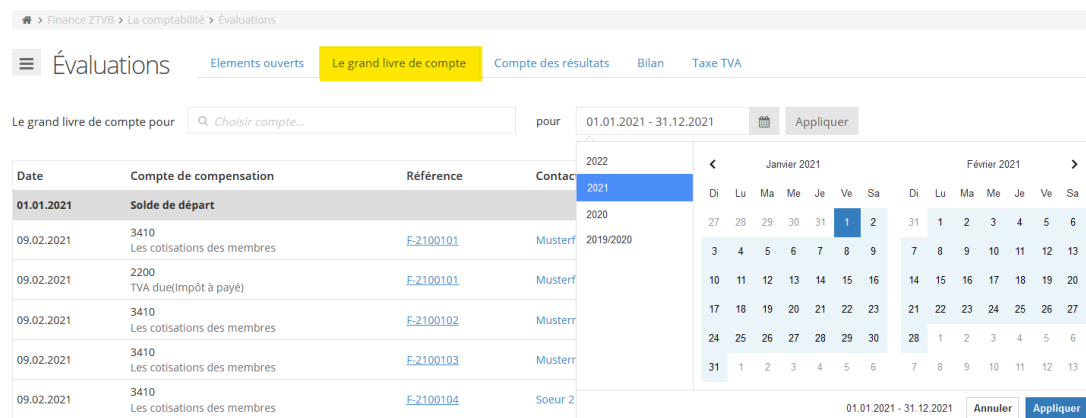 > Finance ZTVB > La comptabilité > Évaluations
Évaluations
Elements ouverts
Le grand livre de compte
Compte des résultats
Bilan
Taxe TVA
Le grand livre de compte pour
Choisir compte...
pour
01.01.2021 - 31.12.2021
Appliquer
Date
Compte de compensation
Référence
Contac
01.01.2021
Solde de départ
09.02.2021
3410
Les cotisations des membres
F-2100101
Musterf
09.02.2021
2200
TVA due(Impôt à payé)
F-2100101
Musterf
09.02.2021
3410
Les cotisations des membres
F-2100102
Musterr
09.02.2021
3410
Les cotisations des membres
F-2100103
Musterr
09.02.2021
3410
Les cotisations des membres
F-2100104
Soeur 2
2022
2021
2020
2019/2020
Janvier 2021
Di Lu Ma Me Je Ve Sa
27 28 29 30 31 1 2
3 4 5 6 7 8 9
10 11 12 13 14 15 16
17 18 19 20 21 22 23
24 25 26 27 28 29 30
31 1 2 3 4 5 6
Février 2021
Di Lu Ma Me Je Ve Sa
31 1 2 3 4 5 6
7 8 9 10 11 12 13
14 15 16 17 18 19 20
21 22 23 24 25 26 27
28 1 2 3 4 5 6
7 8 9 10 11 12 13
01.01.2021 - 31.12.2021
Annuler
Appliquer